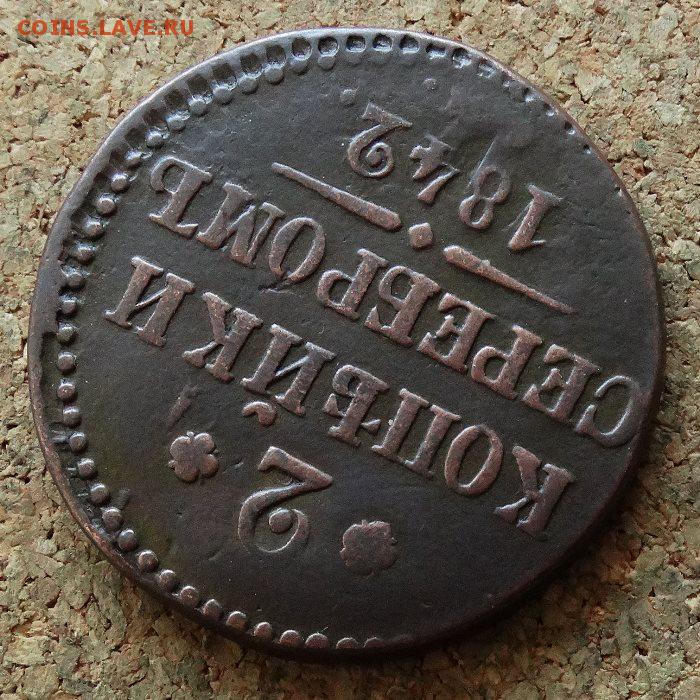 COINS.LAVE.RU
* 2 *
КОПѢЙКИ
СЕРЕБРОМЪ
1842